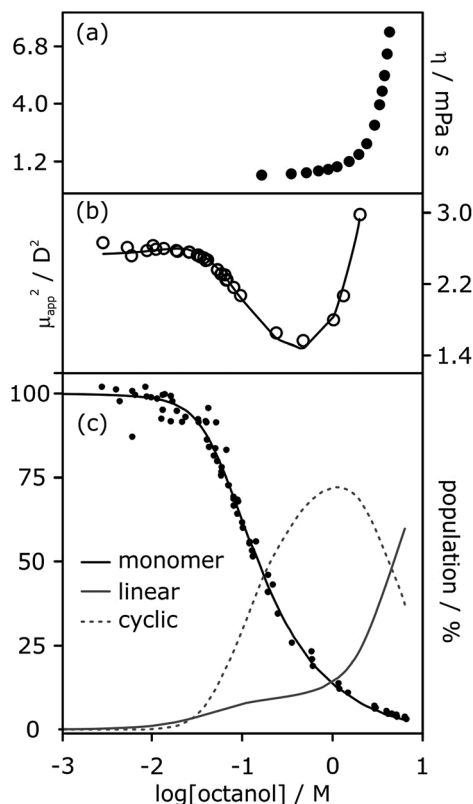 (a)
6.8
4.0
1.2
η / mPa s
(b)
μapp² / D²
3.0
2.2
1.4
(c)
100
75
50
25
0
population / %
monomer
linear
cyclic
-3
-2
-1
0
1
log[octanol] / M